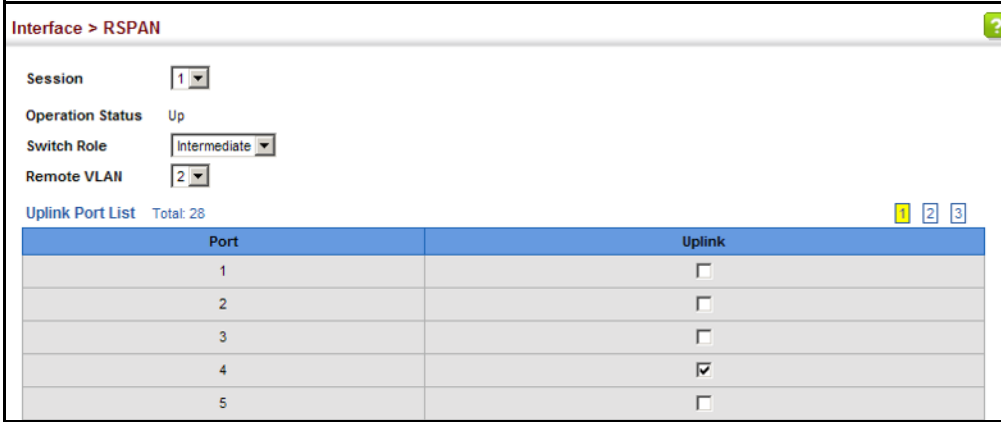 Interface > RSPAN
?
Session 1
Operation Status Up
Switch Role Intermediate
Remote VLAN 2
Uplink Port List Total: 28 1 2 3
Port Uplink
1
2
3
4
5